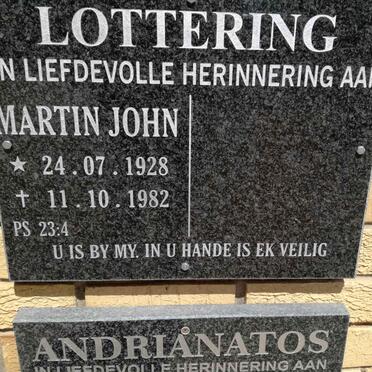 LOTTERING
IN LIEFDEVOLLE HERINNERING AAN
MARTIN JOHN
★ 24.07.1928
✝ 11.10.1982
PS 23:4
U IS BY MY. IN U HANDE IS EK VEILIG
ANDRIANATOS
IN LIEFDEVOLLE HERINNERING AAN